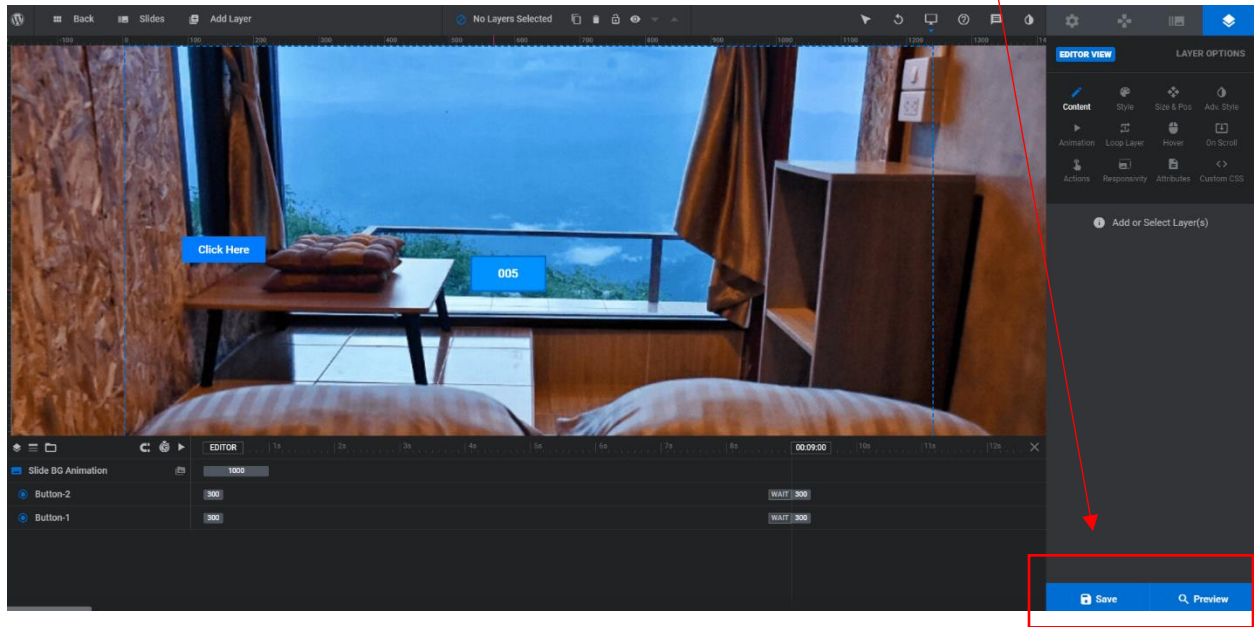 Back Slides Add Layer No Layers Selected
-100 0 100 200 300 400 500 600 700 800 900 1000 1100 1200 1300 14
EDITOR VIEW LAYER OPTIONS
Content Style Size & Pos Adv. Style
Animation Loop Layer Hover On Scroll
Actions Responsivity Attributes Custom CSS
Add or Select Layer(s)
Click Here
005
EDITOR 1s 2s 3s 4s 5s 6s 7s 8s 00:09:00 10s 11s 12s
Slide BG Animation 1000
Button-2 300 WAIT 300
Button-1 300 WAIT 300
Save Preview